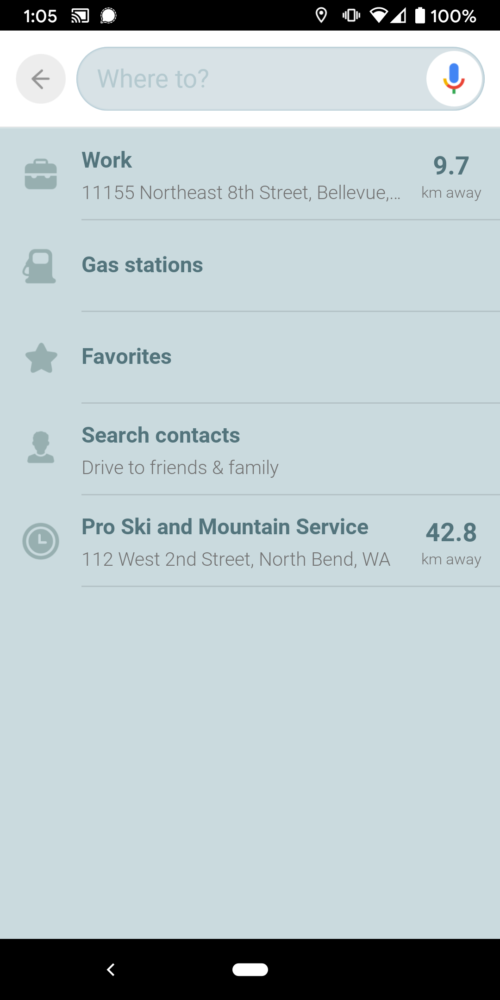 1:05 100%
Where to?
Work
11155 Northeast 8th Street, Bellevue,...
9.7
km away
Gas stations
Favorites
Search contacts
Drive to friends & family
Pro Ski and Mountain Service
112 West 2nd Street, North Bend, WA
42.8
km away